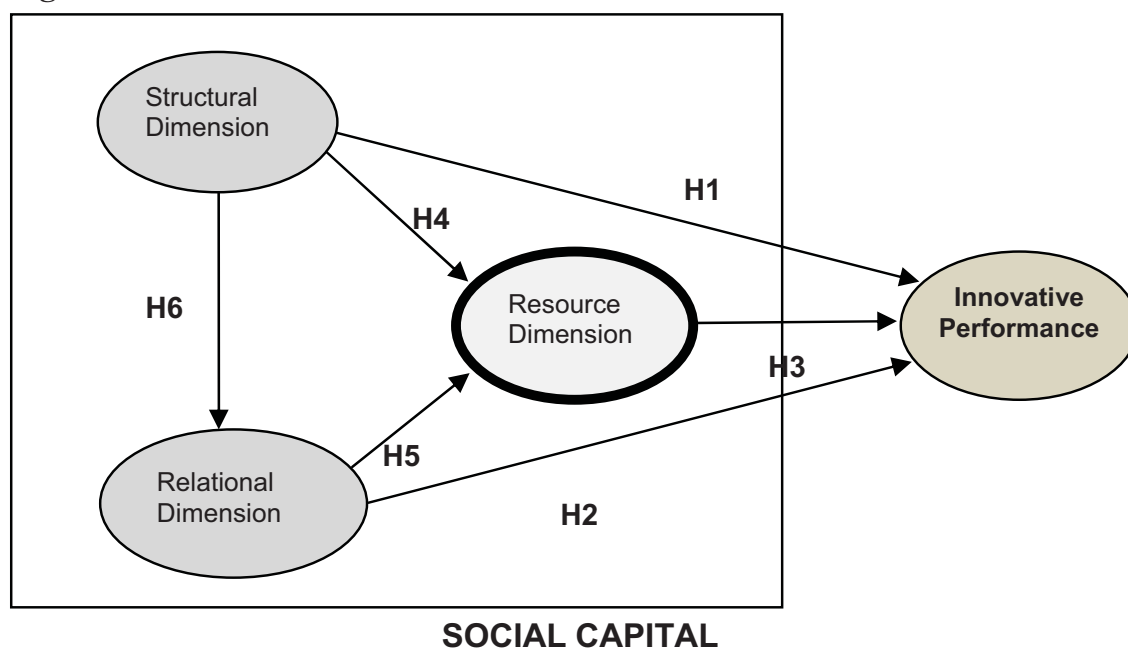 Structural
Dimension
H1
H4
Resource
Dimension
Innovative
Performance
H6
H3
H5
Relational
Dimension
H2
SOCIAL CAPITAL